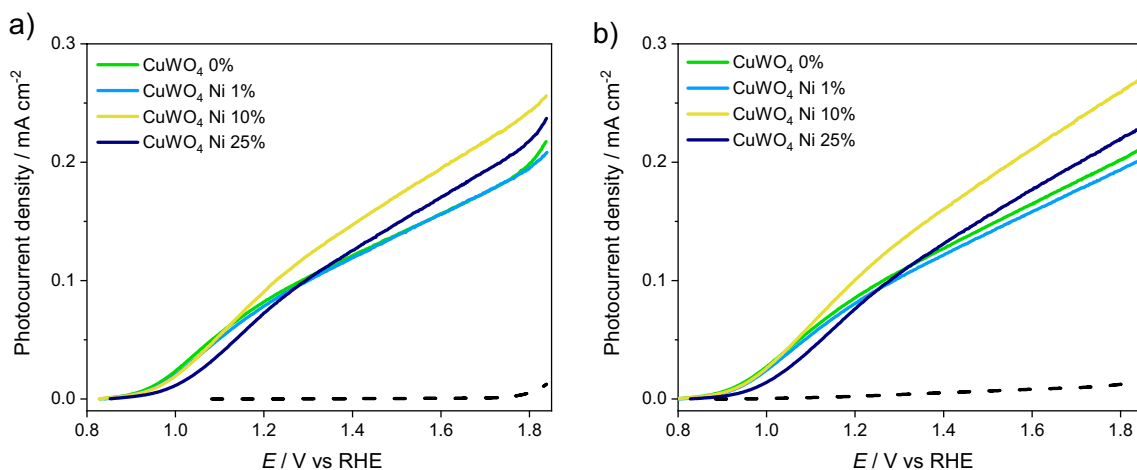 a)
0.3
0.2
0.1
0.0
Photocurrent density / mA cm⁻²
CuWO₄ 0%
CuWO₄ Ni 1%
CuWO₄ Ni 10%
CuWO₄ Ni 25%
0.8 1.0 1.2 1.4 1.6 1.8
E / V vs RHE
b)
0.3
0.2
0.1
0.0
Photocurrent density / mA cm⁻²
CuWO₄ 0%
CuWO₄ Ni 1%
CuWO₄ Ni 10%
CuWO₄ Ni 25%
0.8 1.0 1.2 1.4 1.6 1.8
E / V vs RHE